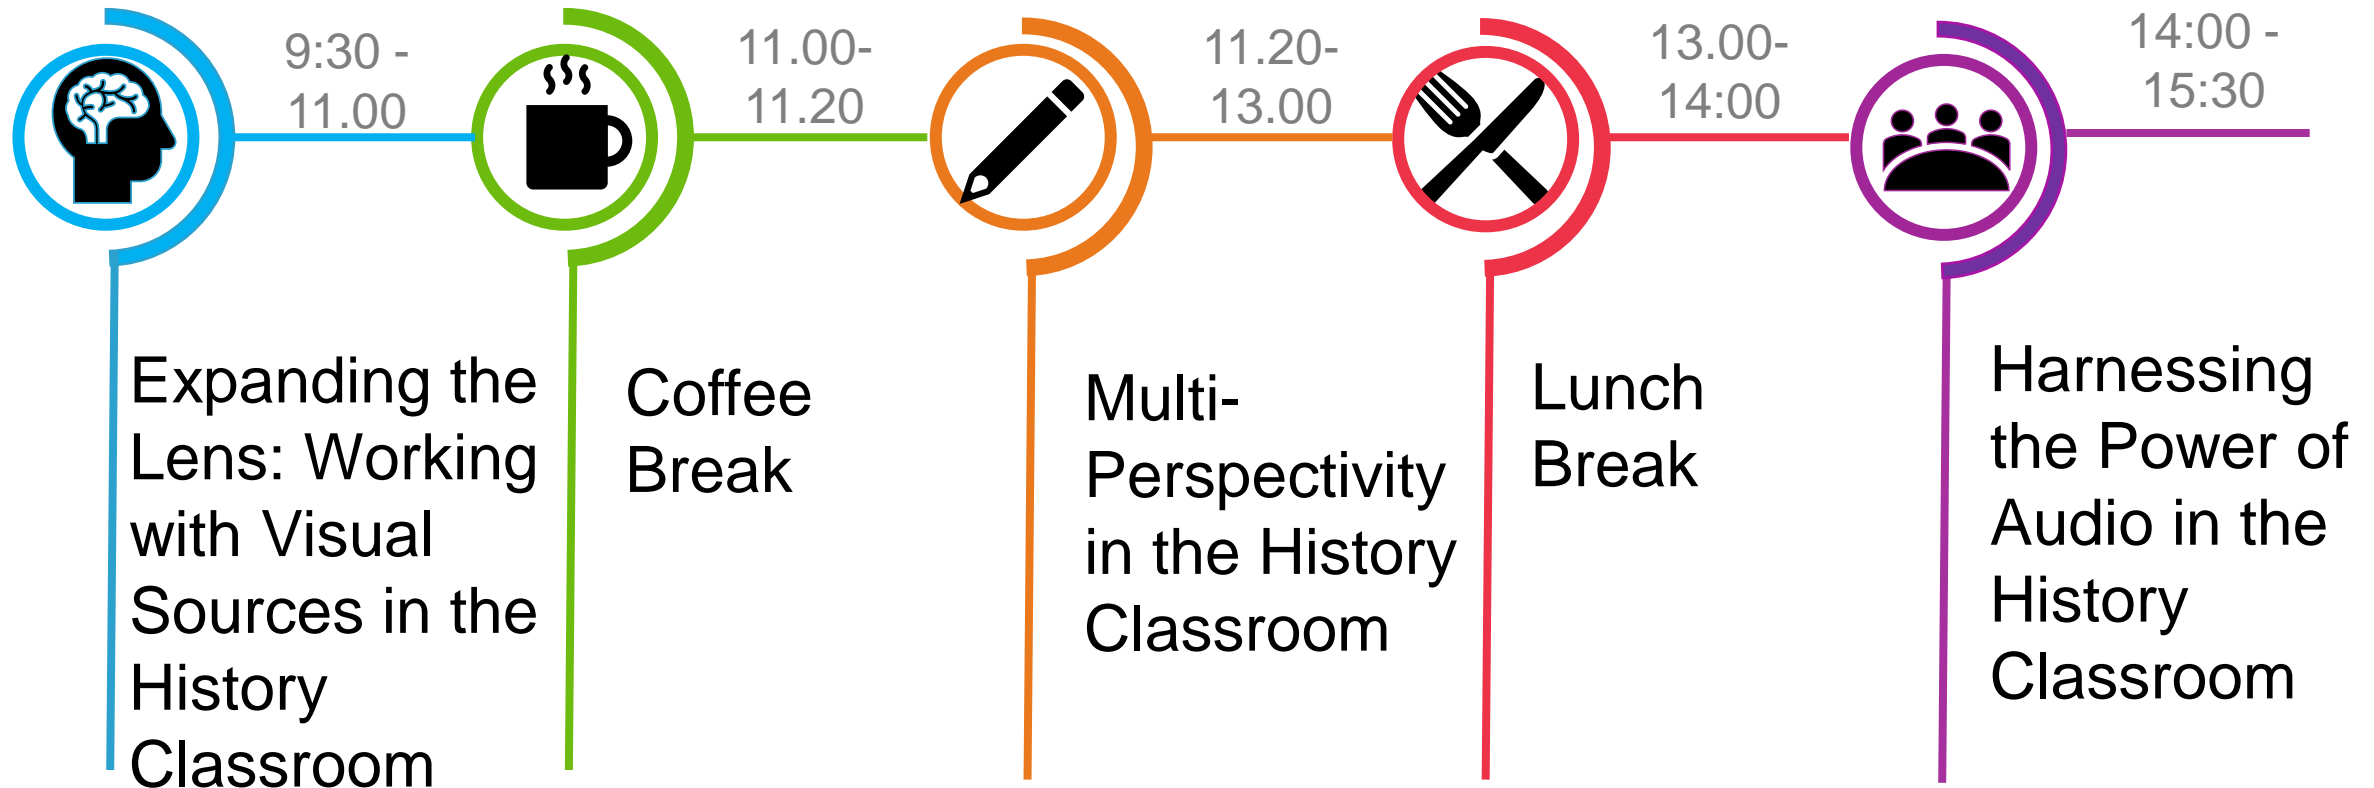 9:30 -
11.00
Expanding the
Lens: Working
with Visual
Sources in the
History
Classroom
11.00-
11.20
Coffee
Break
11.20-
13.00
Multi-
Perspectivity
in the History
Classroom
13.00-
14:00
Lunch
Break
14:00 -
15:30
Harnessing
the Power of
Audio in the
History
Classroom